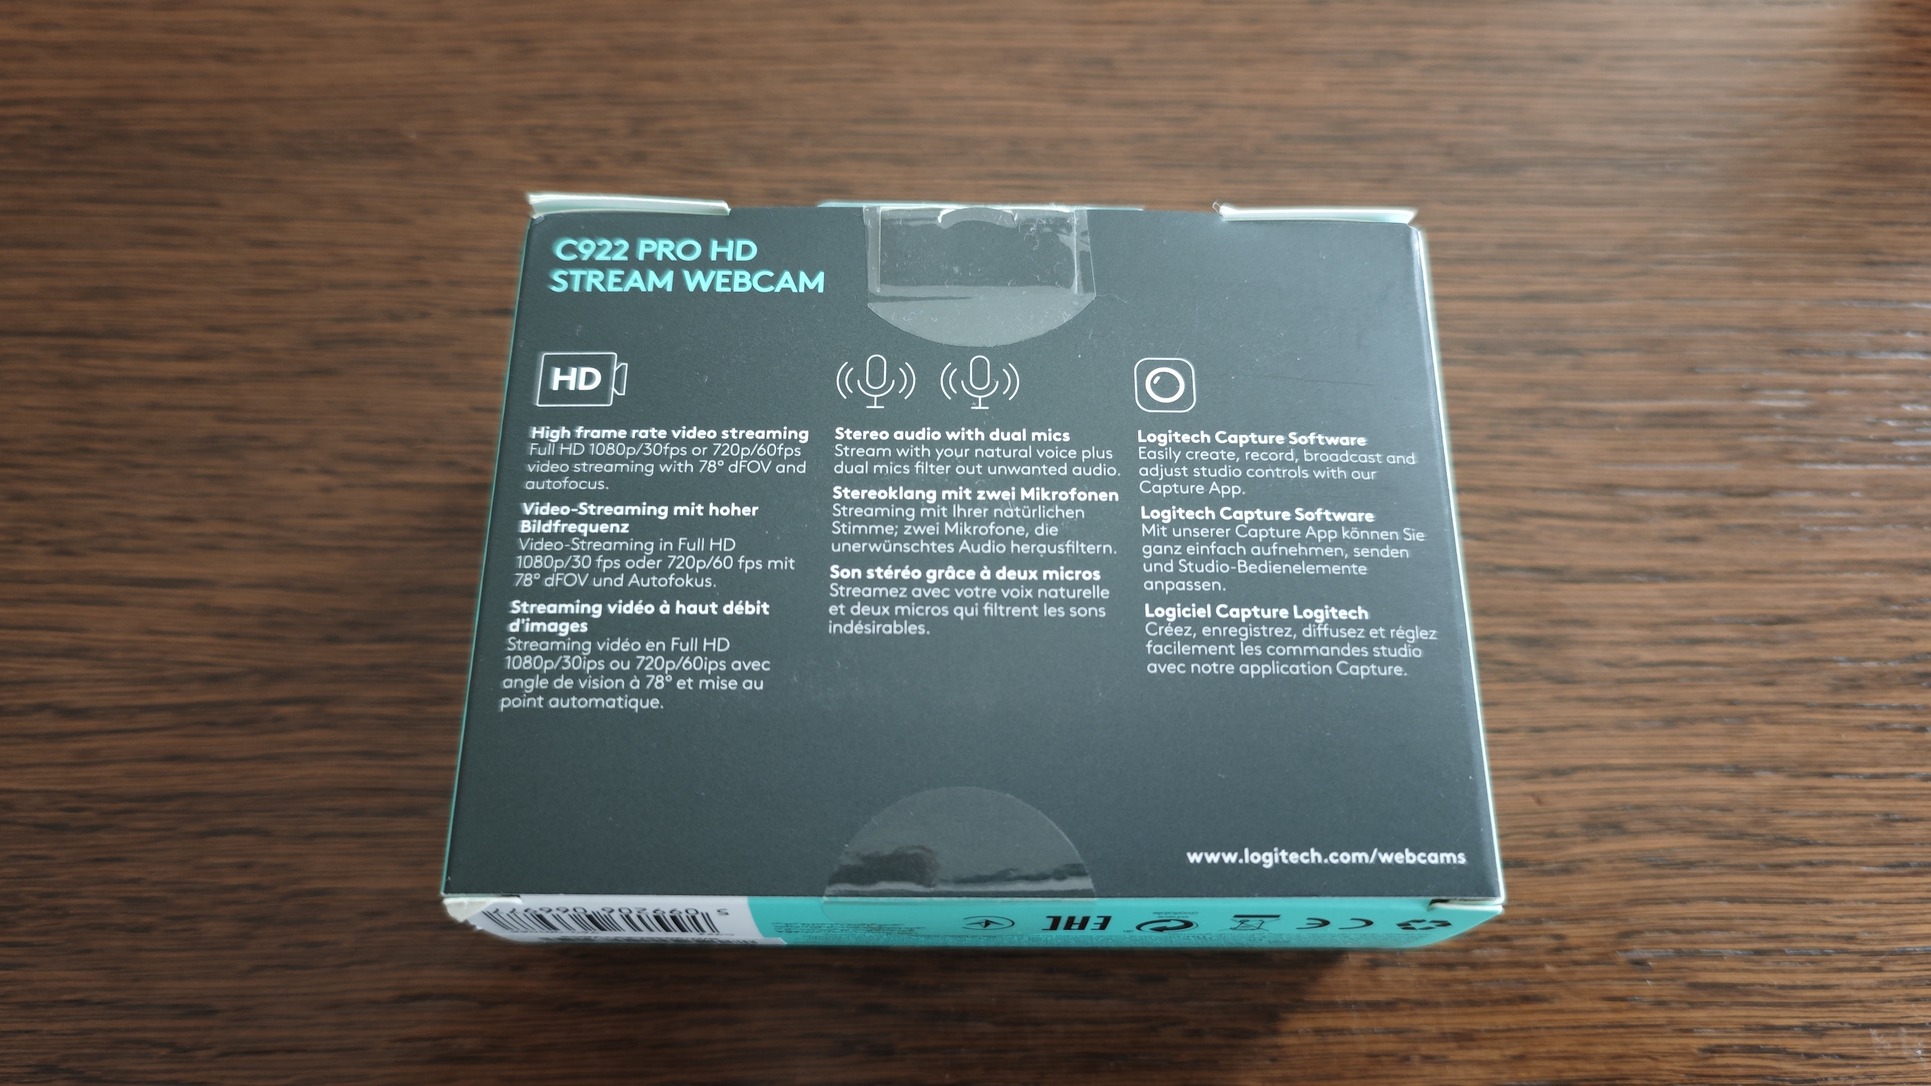 C922 PRO HD
STREAM WEBCAM
HD
High frame rate video streaming
Full HD 1080p/30fps or 720p/60fps
video streaming with 78° dFOV and
autofocus.
Video-Streaming mit hoher
Bildfrequenz
Video-Streaming in Full HD
1080p/30 fps oder 720p/60 fps mit
78° dFOV und Autofokus.
Streaming vidéo à haut débit
d'images
Streaming vidéo en Full HD
1080p/30ips ou 720p/60ips avec
angle de vision à 78° et mise au
point automatique.
Stereo audio with dual mics
Stream with your natural voice plus
dual mics filter out unwanted audio.
Stereoklang mit zwei Mikrofonen
Streaming mit Ihrer natürlichen
Stimme; zwei Mikrofone, die
unerwünschtes Audio herausfiltern.
Son stéréo grâce à deux micros
Streamez avec votre voix naturelle
et deux micros qui filtrent les sons
indésirables.
Logitech Capture Software
Easily create, record, broadcast and
adjust studio controls with our
Capture App.
Logitech Capture Software
Mit unserer Capture App können Sie
ganz einfach aufnehmen, senden
und Studio-Bedienelemente
anpassen.
Logiciel Capture Logitech
Créez, enregistrez, diffusez et réglez
facilement les commandes studio
avec notre application Capture.
www.logitech.com/webcams
EAC
CE